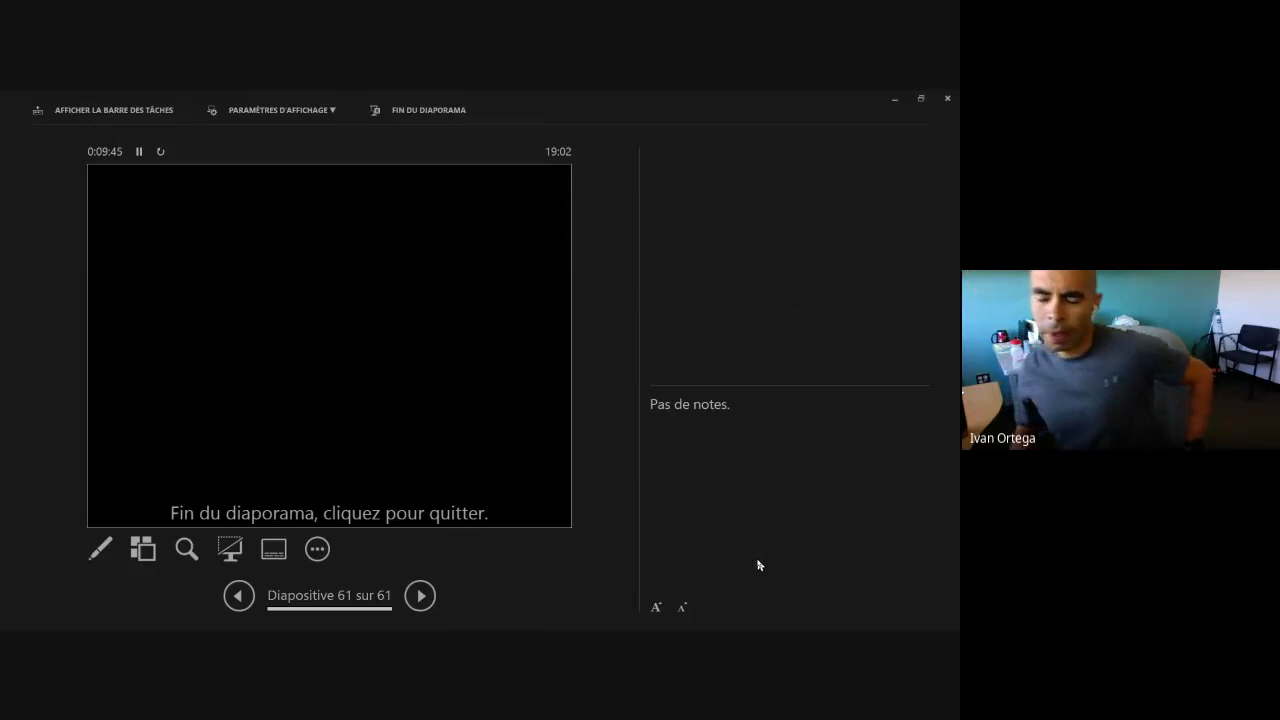 AFFICHER LA BARRE DES TÂCHES
PARAMÈTRES D'AFFICHAGE ▼
FIN DU DIAPORAMA
0:09:45
19:02
Fin du diaporama, cliquez pour quitter.
Diapositive 61 sur 61
Pas de notes.
A A
Ivan Ortega